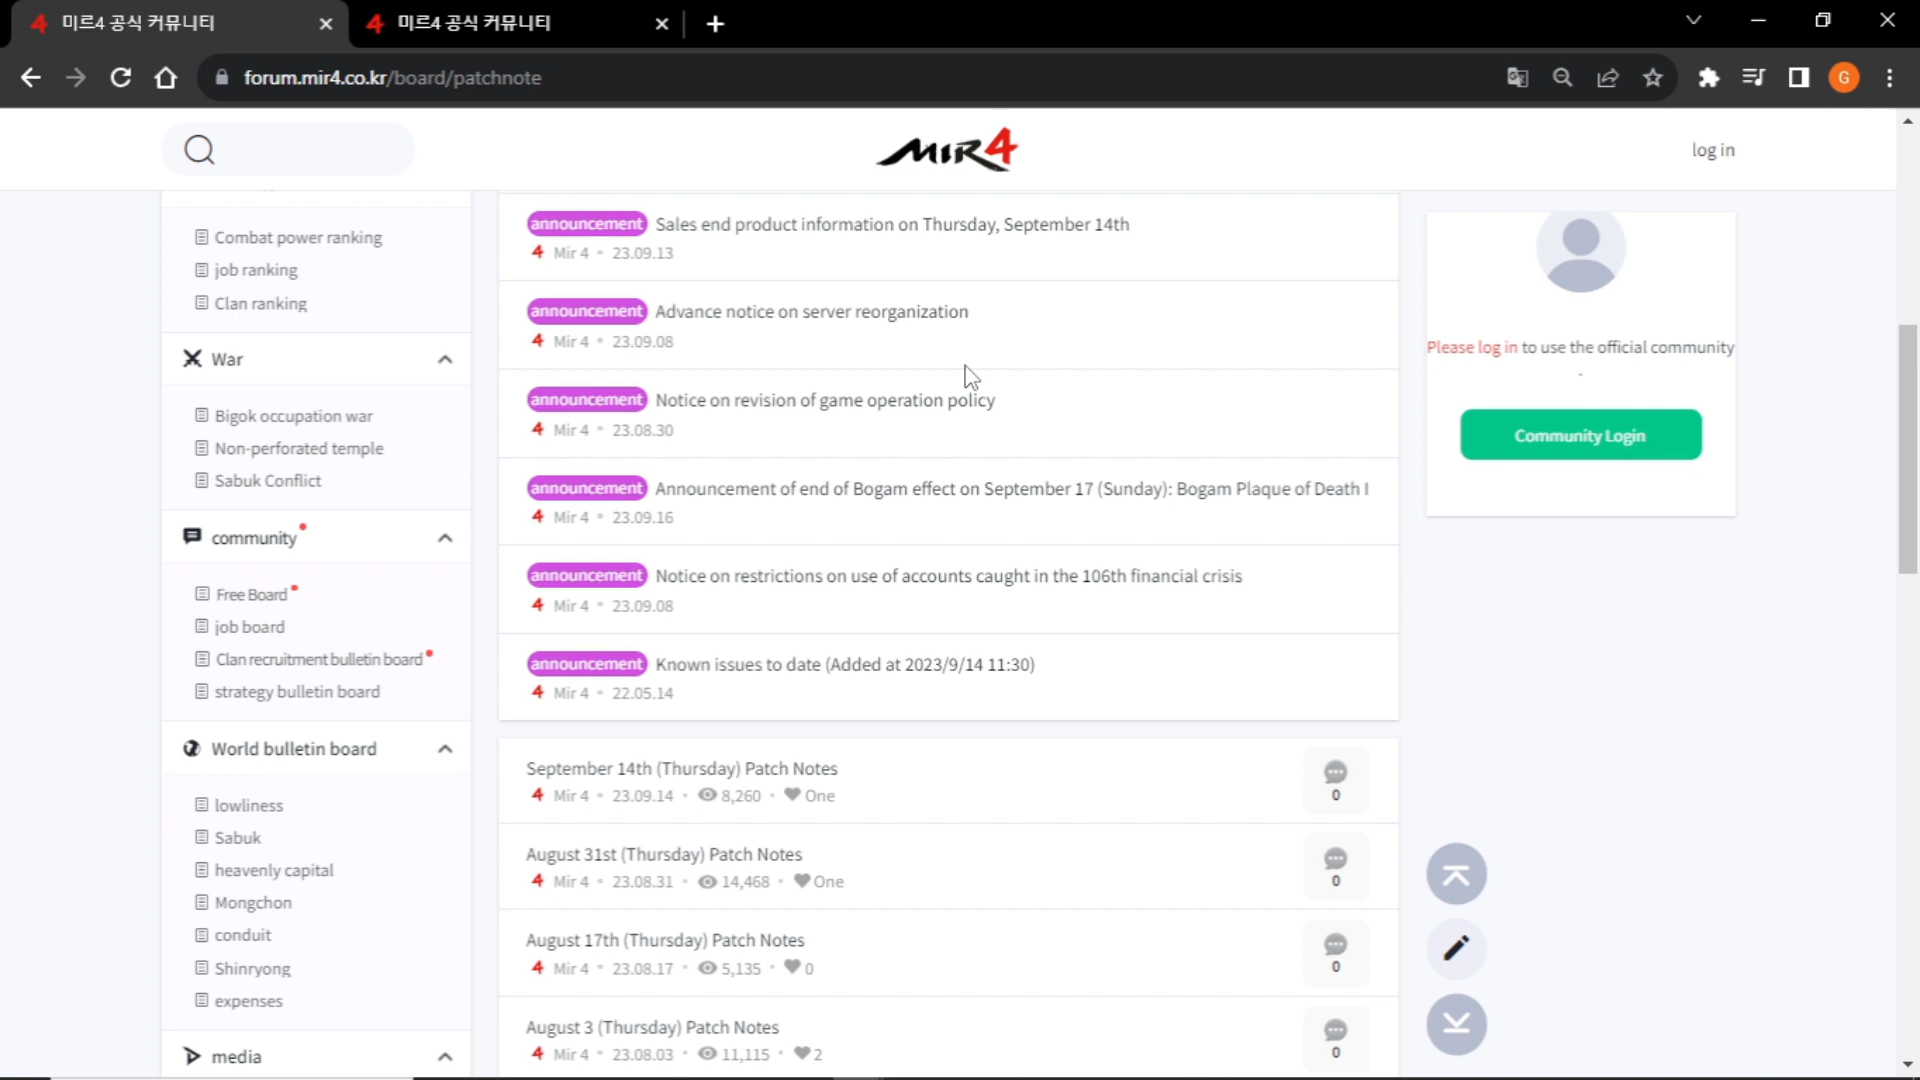 미르4 공식 커뮤니티
미르4 공식 커뮤니티
forum.mir4.co.kr/board/patchnote
G
MIR4
log in
Combat power ranking
job ranking
Clan ranking
War
Bigok occupation war
Non-perforated temple
Sabuk Conflict
community
Free Board
job board
Clan recruitment bulletin board
strategy bulletin board
World bulletin board
lowliness
Sabuk
heavenly capital
Mongchon
conduit
Shinryong
expenses
media
announcement Sales end product information on Thursday, September 14th
4 Mir 4 • 23.09.13
announcement Advance notice on server reorganization
4 Mir 4 • 23.09.08
announcement Notice on revision of game operation policy
4 Mir 4 • 23.08.30
announcement Announcement of end of Bogam effect on September 17 (Sunday): Bogam Plaque of Death I
4 Mir 4 • 23.09.16
announcement Notice on restrictions on use of accounts caught in the 106th financial crisis
4 Mir 4 • 23.09.08
announcement Known issues to date (Added at 2023/9/14 11:30)
4 Mir 4 • 22.05.14
September 14th (Thursday) Patch Notes
4 Mir 4 • 23.09.14 • 8,260 • One
0
August 31st (Thursday) Patch Notes
4 Mir 4 • 23.08.31 • 14,468 • One
0
August 17th (Thursday) Patch Notes
4 Mir 4 • 23.08.17 • 5,135 • 0
0
August 3 (Thursday) Patch Notes
4 Mir 4 • 23.08.03 • 11,115 • 2
0
Please log in to use the official community
.
Community Login